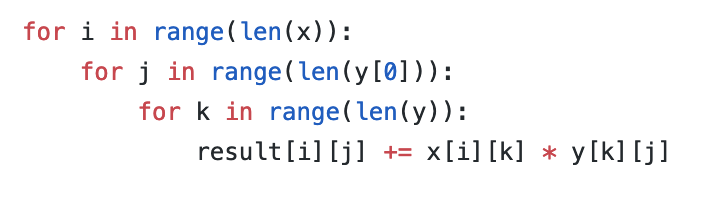 for i in range(len(x)):
    for j in range(len(y[0])):
        for k in range(len(y)):
            result[i][j] += x[i][k] * y[k][j]